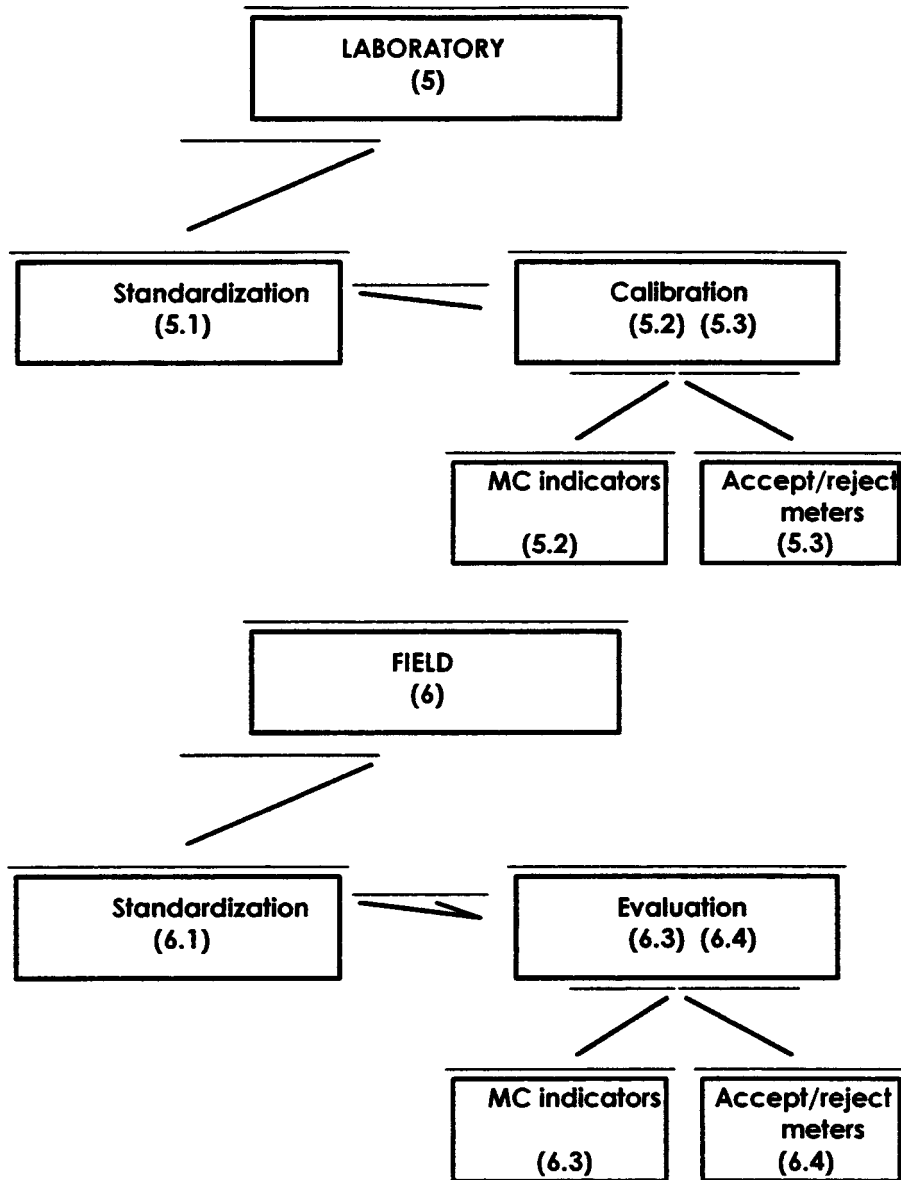 LABORATORY
(5)
Standardization
(5.1)
Calibration
(5.2) (5.3)
MC indicators
(5.2)
Accept/reject
meters
(5.3)
FIELD
(6)
Standardization
(6.1)
Evaluation
(6.3) (6.4)
MC indicators
(6.3)
Accept/reject
meters
(6.4)